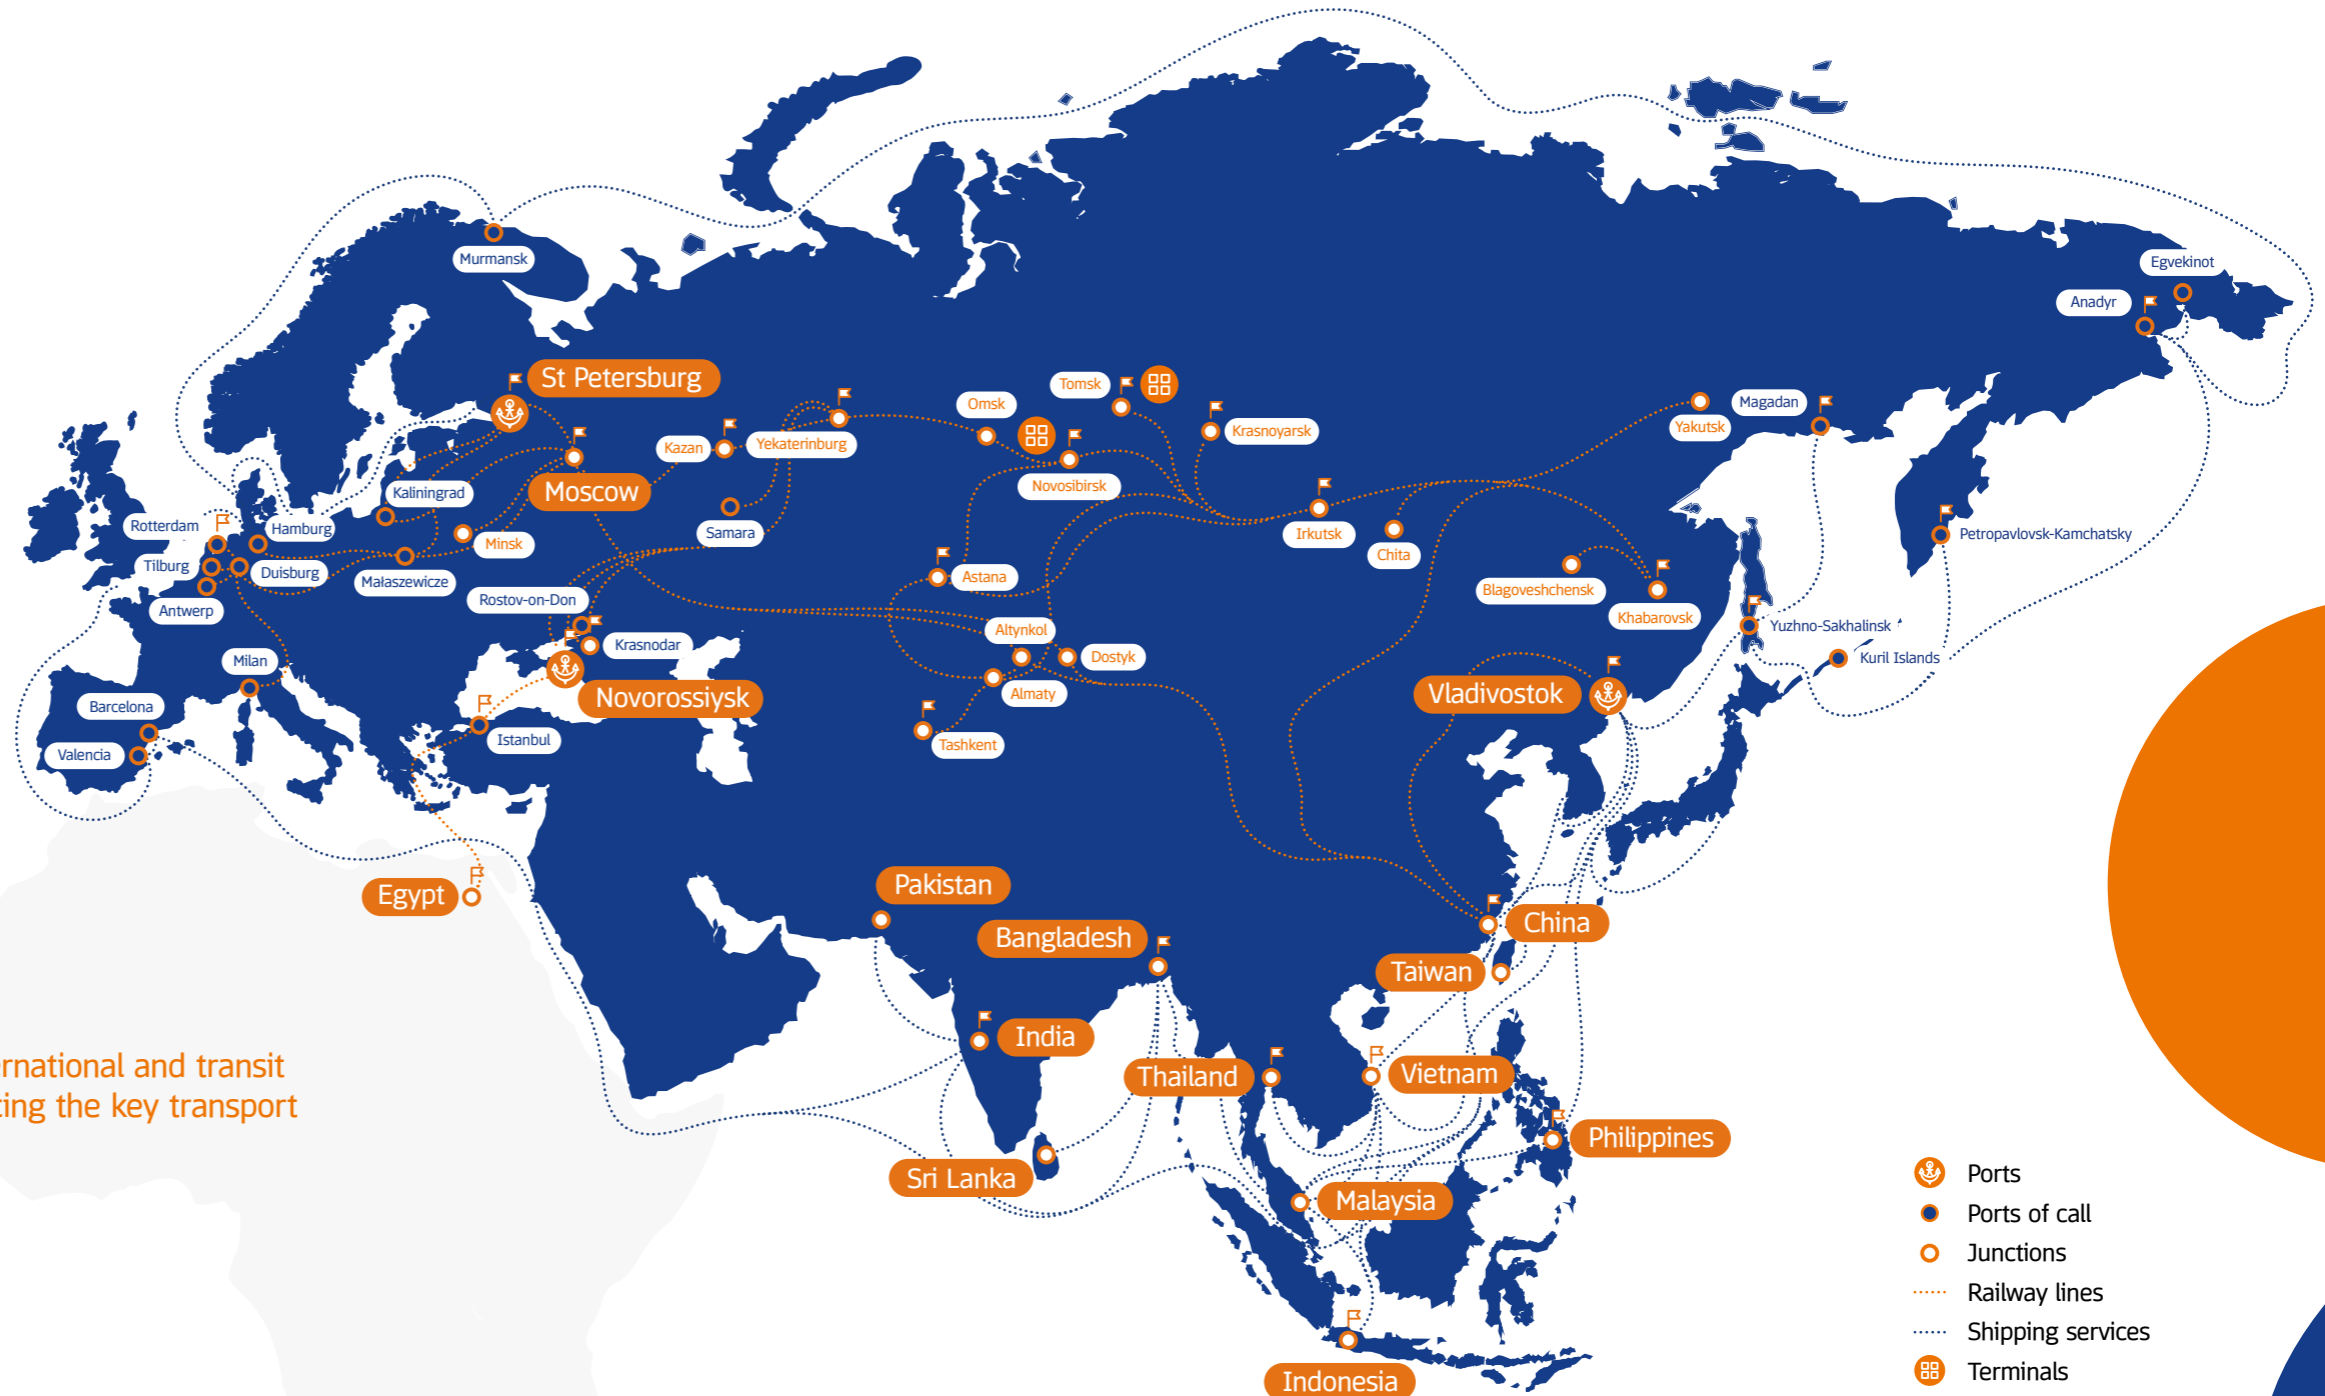 Murmansk
Egvekinot
Anadyr
St Petersburg
Tomsk
Omsk
Magadan
Yakutsk
Krasnoyarsk
Kazan
Yekaterinburg
Novosibirsk
Moscow
Kaliningrad
Rotterdam
Hamburg
Samara
Irkutsk
Petropavlovsk-Kamchatsky
Minsk
Chita
Tilburg
Duisburg
Małaszewicze
Astana
Blagoveshchensk
Rostov-on-Don
Antwerp
Khabarovsk
Altynkol
Yuzhno-Sakhalinsk
Krasnodar
Dostyk
Kuril Islands
Milan
Almaty
Vladivostok
Novorossiysk
Barcelona
Istanbul
Tashkent
Valencia
Pakistan
Egypt
China
Bangladesh
Taiwan
India
Thailand
Vietnam
Philippines
Sri Lanka
Malaysia
Indonesia
rnational and transit
ing the key transport
Ports
Ports of call
Junctions
Railway lines
Shipping services
Terminals